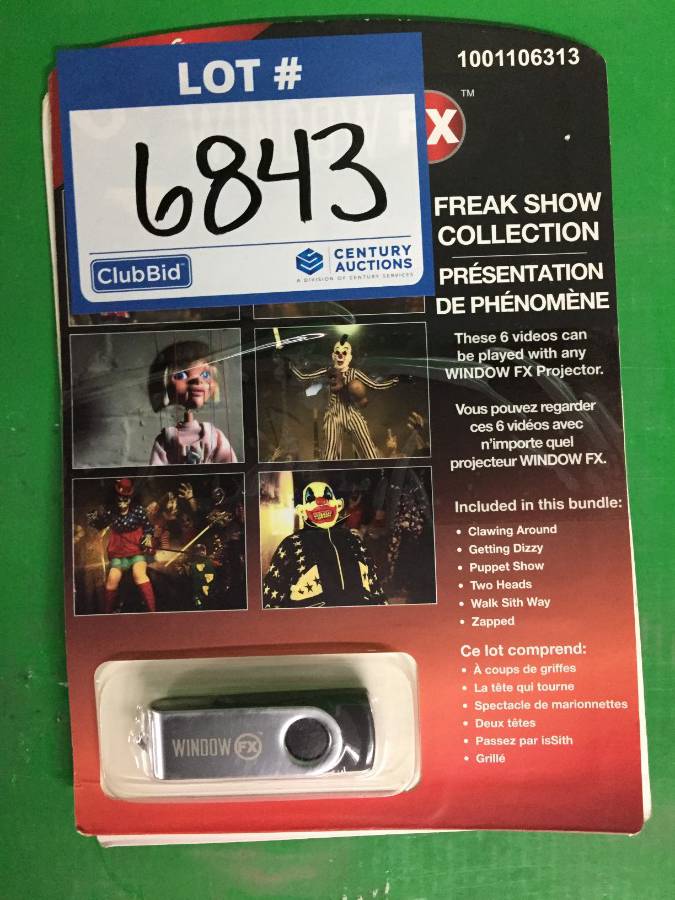 LOT #
6843
ClubBid
CENTURY
AUCTIONS
A DIVISION OF CENTURY SERVICES
1001106313
X™
FREAK SHOW
COLLECTION
PRÉSENTATION
DE PHÉNOMÈNE
These 6 videos can
be played with any
WINDOW FX Projector.
Vous pouvez regarder
ces 6 vidéos avec
n'importe quel
projecteur WINDOW FX.
Included in this bundle:
• Clawing Around
• Getting Dizzy
• Puppet Show
• Two Heads
• Walk Sith Way
• Zapped
Ce lot comprend:
• À coups de griffes
• La tête qui tourne
• Spectacle de marionnettes
• Deux têtes
• Passez par isSith
• Grillé
WINDOW FX™